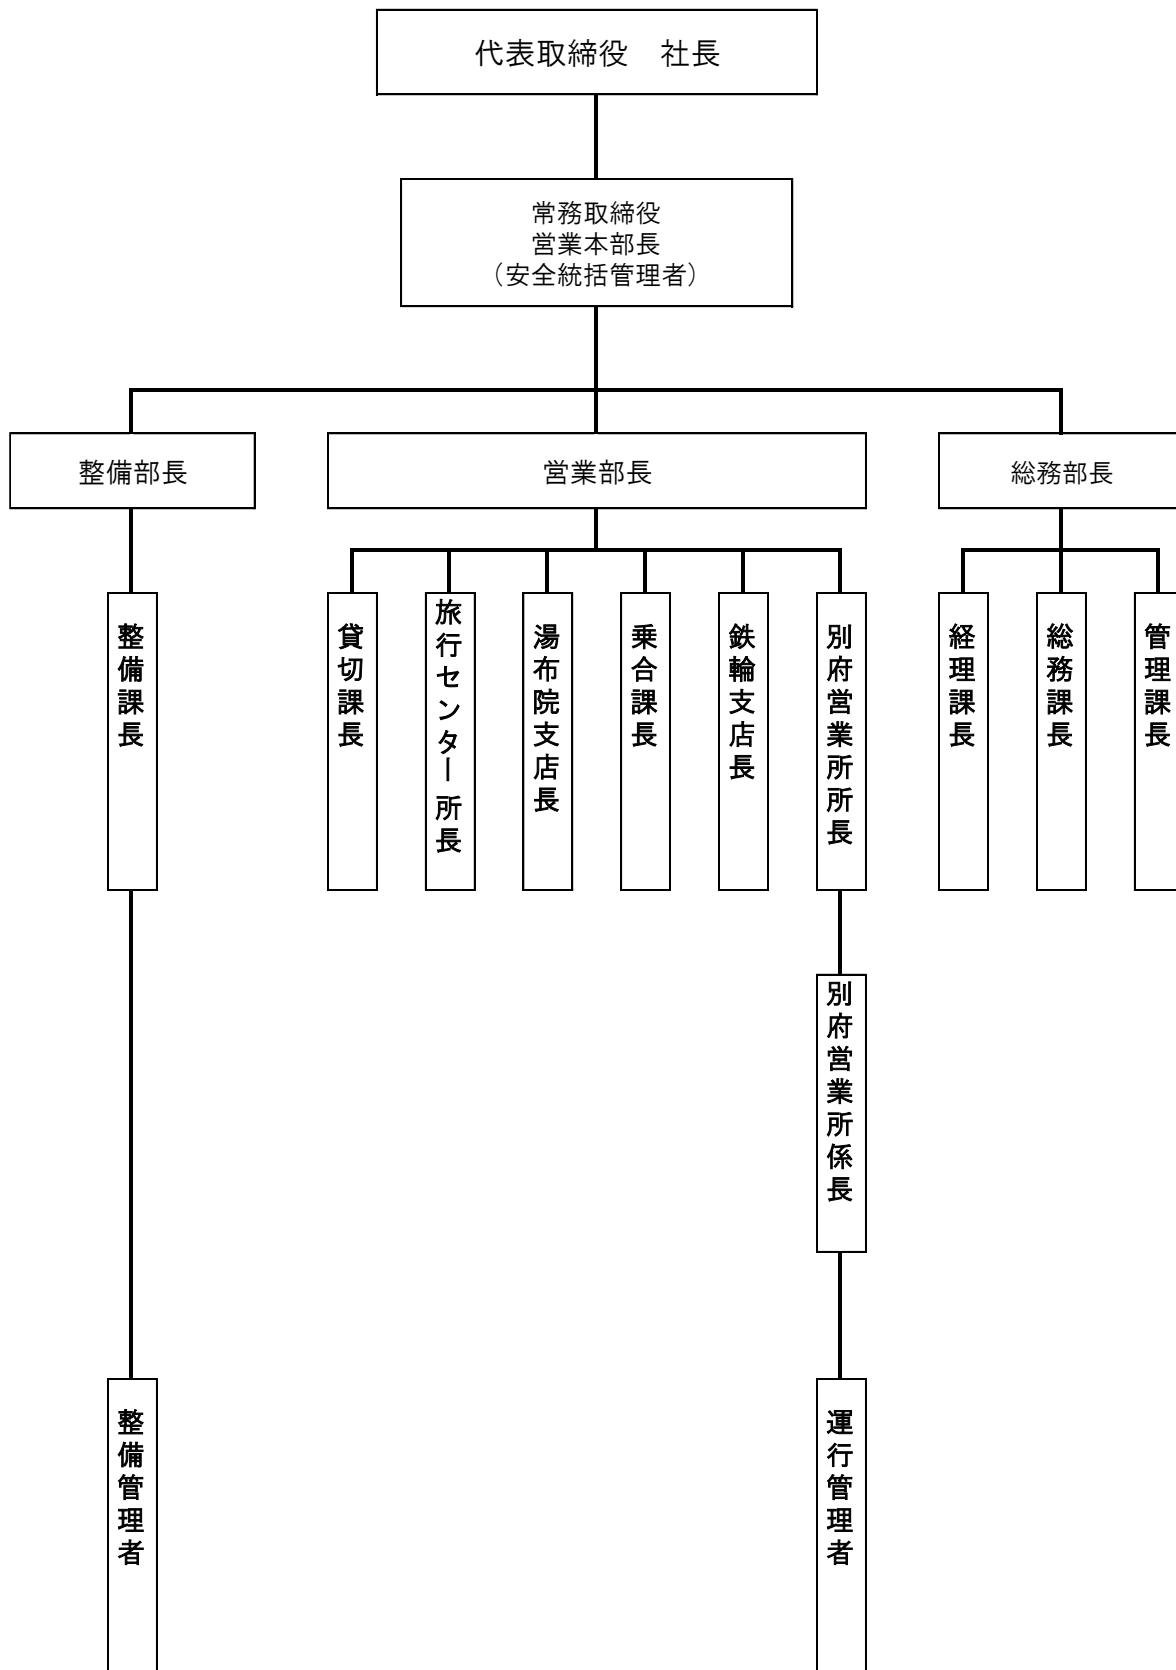 代表取締役　社長
常務取締役
営業本部長
（安全統括管理者）
整備部長
営業部長
総務部長
整備課長
貸切課長
旅行センター所長
湯布院支店長
乗合課長
鉄輪支店長
別府営業所所長
経理課長
総務課長
管理課長
別府営業所係長
整備管理者
運行管理者